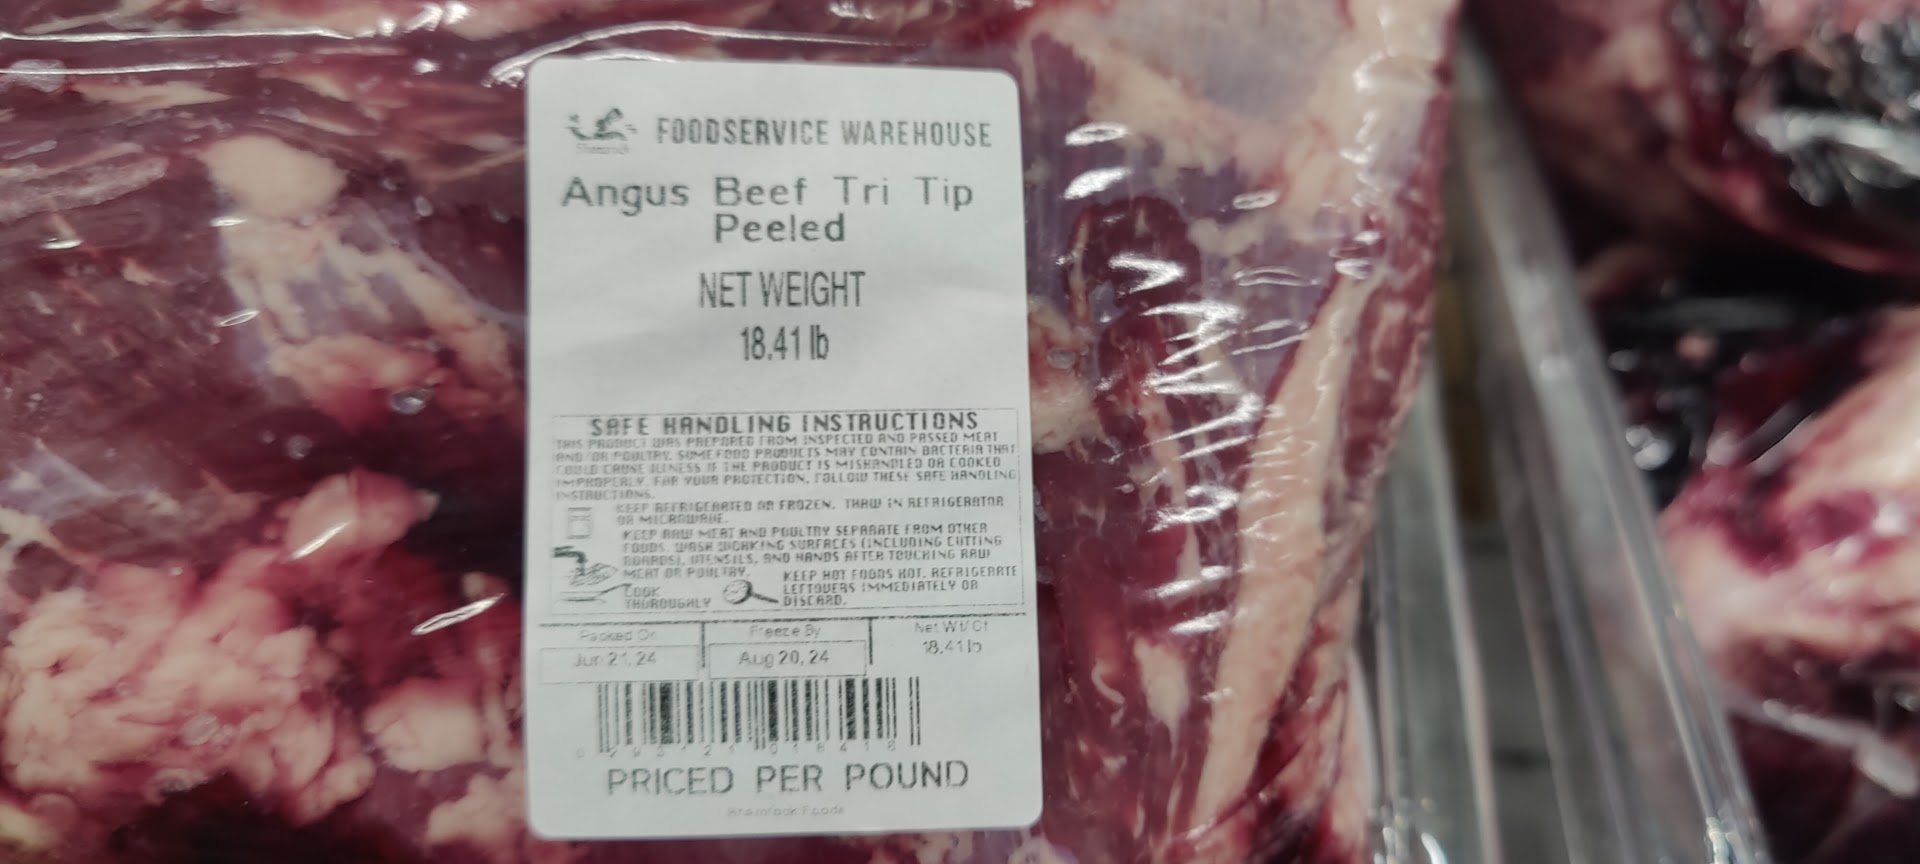 Shamrock
FOODSERVICE WAREHOUSE
Angus Beef Tri Tip
Peeled
NET WEIGHT
18.41 lb
SAFE HANDLING INSTRUCTIONS
THIS PRODUCT WAS PREPARED FROM INSPECTED AND PASSED MEAT
AND/OR POULTRY. SOME FOOD PRODUCTS MAY CONTAIN BACTERIA THAT
COULD CAUSE ILLNESS IF THE PRODUCT IS MISHANDLED OR COOKED
IMPROPERLY. FOR YOUR PROTECTION, FOLLOW THESE SAFE HANDLING
INSTRUCTIONS.
KEEP REFRIGERATED OR FROZEN. THAW IN REFRIGERATOR
OR MICROWAVE.
KEEP RAW MEAT AND POULTRY SEPARATE FROM OTHER
FOODS. WASH WORKING SURFACES (INCLUDING CUTTING
BOARDS), UTENSILS, AND HANDS AFTER TOUCHING RAW
MEAT OR POULTRY.
COOK
THOROUGHLY
KEEP HOT FOODS HOT. REFRIGERATE
LEFTOVERS IMMEDIATELY OR
DISCARD.
Packed On
Jun 21, 24
Freeze By
Aug 20, 24
Net Wt/Ct
18.41 lb
PRICED PER POUND
Shamrock Foods